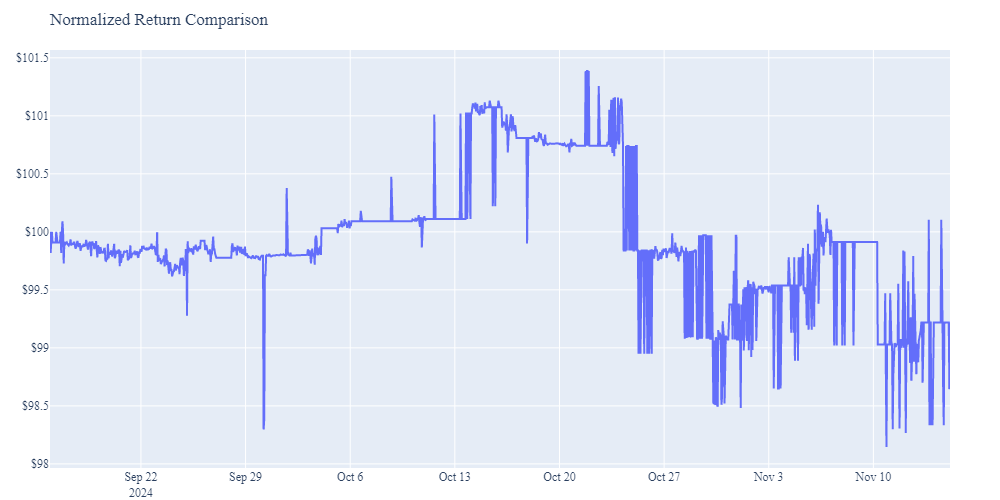 Normalized Return Comparison
$101.5
$101
$100.5
$100
$99.5
$99
$98.5
$98
Sep 22
2024
Sep 29
Oct 6
Oct 13
Oct 20
Oct 27
Nov 3
Nov 10